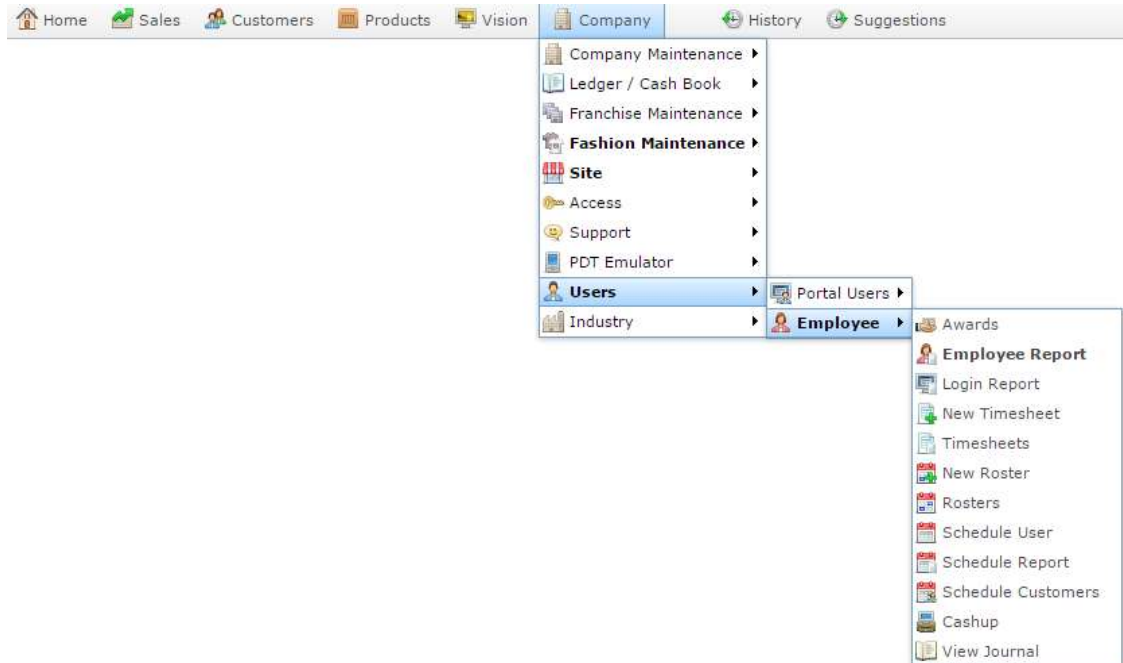 Home Sales Customers Products Vision Company History Suggestions
Company Maintenance
Ledger / Cash Book
Franchise Maintenance
Fashion Maintenance
Site
Access
Support
PDT Emulator
Users
Industry
Portal Users
Employee
Awards
Employee Report
Login Report
New Timesheet
Timesheets
New Roster
Rosters
Schedule User
Schedule Report
Schedule Customers
Cashup
View Journal